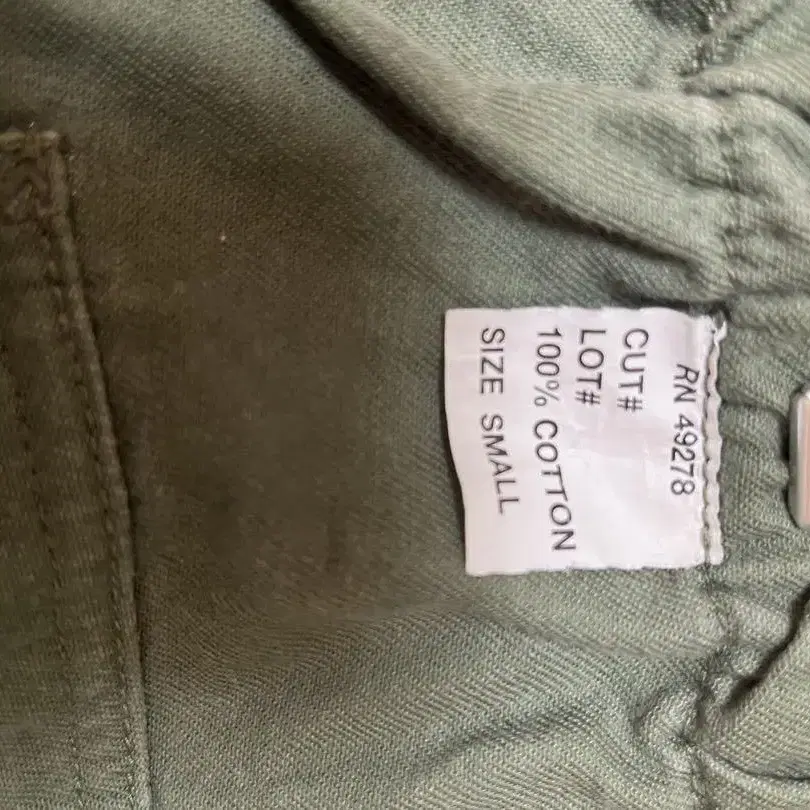 RN 49278
CUT#
LOT#
100% COTTON
SIZE SMALL